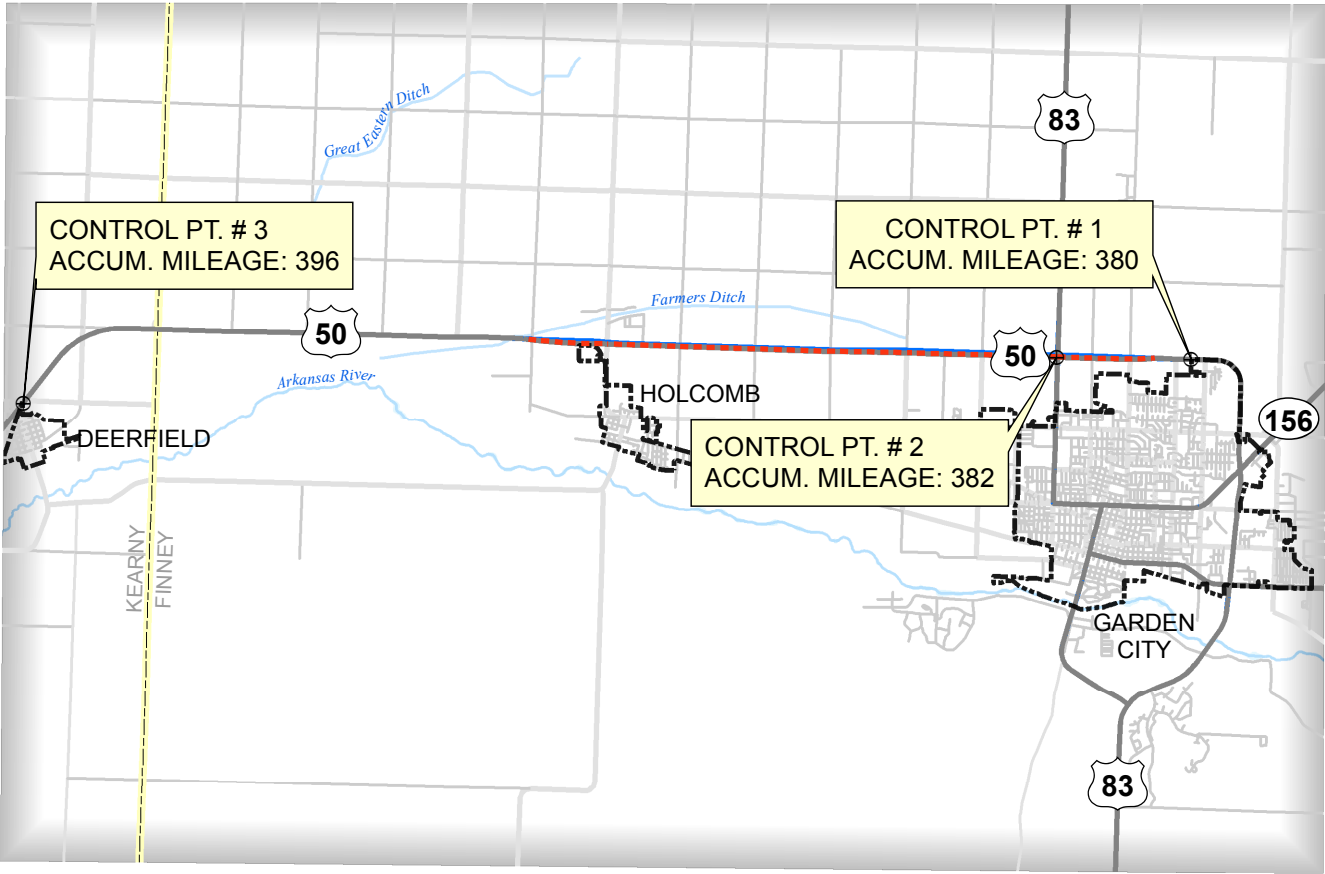 Great Eastern Ditch
83
CONTROL PT. # 3
ACCUM. MILEAGE: 396
CONTROL PT. # 1
ACCUM. MILEAGE: 380
Farmers Ditch
50
50
Arkansas River
HOLCOMB
156
DEERFIELD
CONTROL PT. # 2
ACCUM. MILEAGE: 382
KEARNY
FINNEY
GARDEN
CITY
83